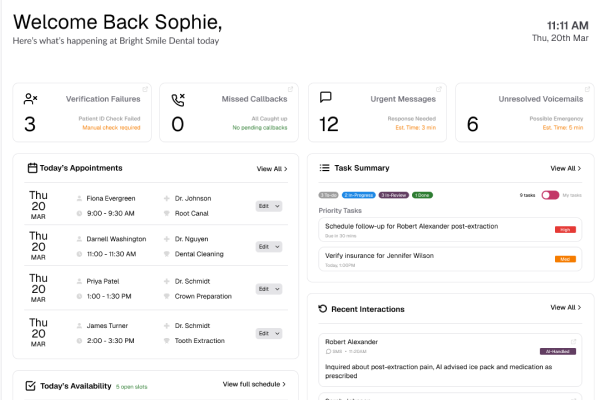 Welcome Back Sophie,
Here's what's happening at Bright Smile Dental today
11:11 AM
Thu, 20th Mar
Verification Failures
3
Patient ID Check Failed
Manual check required
Missed Callbacks
0
All Caught up
No pending callbacks
Urgent Messages
12
Response Needed
Est. Time: 3 min
Unresolved Voicemails
6
Possible Emergency
Est. Time: 5 min
Today's Appointments
View All >
Thu
20
MAR
Fiona Evergreen
9:00 - 9:30 AM
Dr. Johnson
Root Canal
Edit
Thu
20
MAR
Darnell Washington
11:00 - 11:30 AM
Dr. Nguyen
Dental Cleaning
Edit
Thu
20
MAR
Priya Patel
1:00 - 1:30 PM
Dr. Schmidt
Crown Preparation
Edit
Thu
20
MAR
James Turner
2:00 - 3:30 PM
Dr. Schmidt
Tooth Extraction
Edit
Today's Availability
5 open slots
View full schedule >
Task Summary
View All >
3 To-do
2 In-Progress
3 In-Review
1 Done
9 tasks
My tasks
Priority Tasks
Schedule follow-up for Robert Alexander post-extraction
Due in 30 mins
High
Verify insurance for Jennifer Wilson
Today, 1:00PM
Med
Recent Interactions
View All >
Robert Alexander
SMS • 11:20AM
AI-Handled
Inquired about post-extraction pain, AI advised ice pack and medication as
prescribed